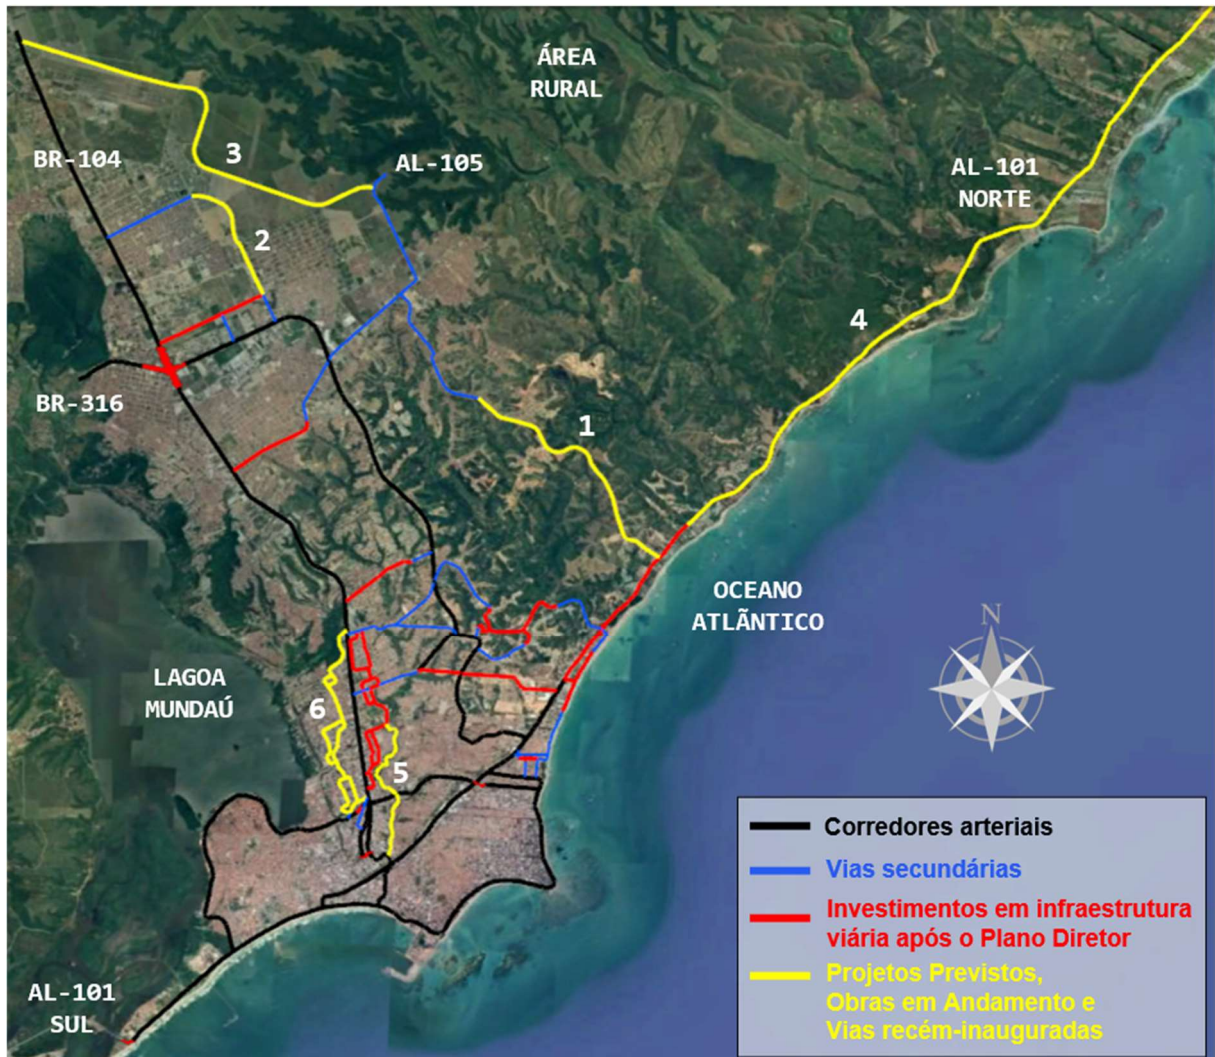 ÁREA
RURAL
BR-104
3
AL-105
AL-101
NORTE
2
4
BR-316
1
OCEANO
ATLÃNTICO
N
LAGOA
MUNDAÚ
6
5
Corredores arteriais
Vias secundárias
Investimentos em infraestrutura
viária após o Plano Diretor
Projetos Previstos,
Obras em Andamento e
Vias recém-inauguradas
AL-101
SUL